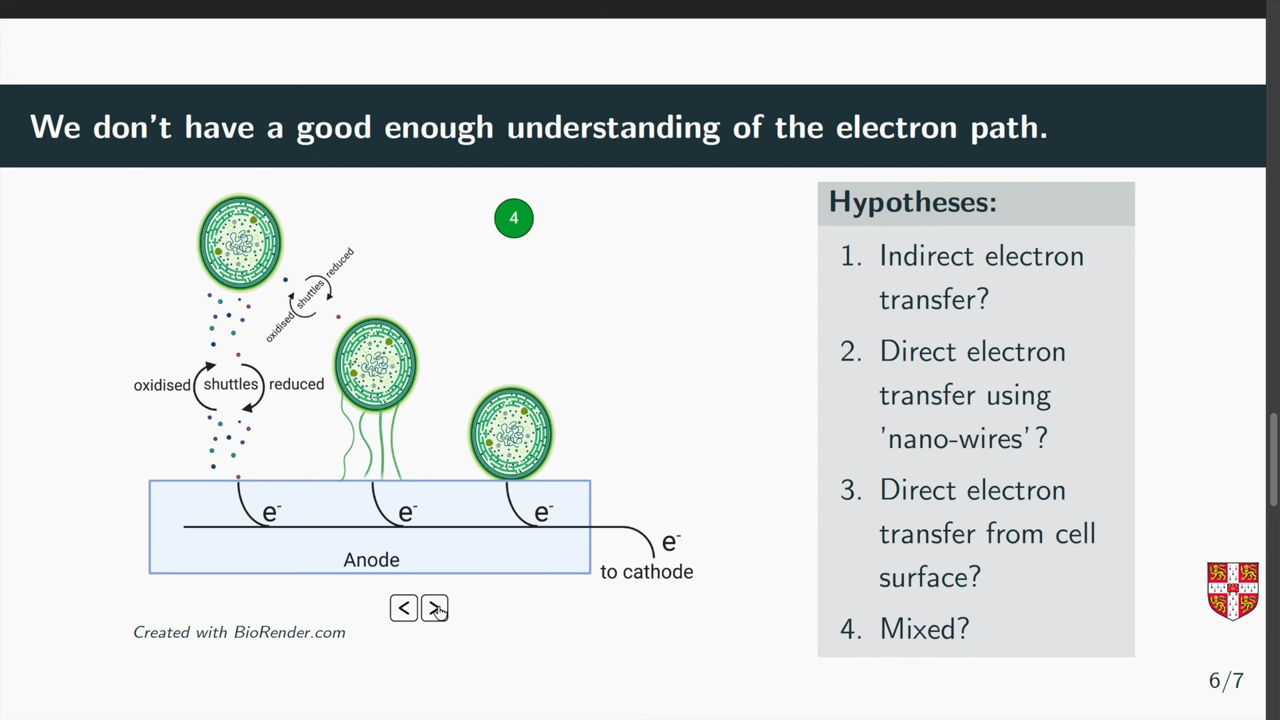 We don't have a good enough understanding of the electron path.
4
reduced
shuttles
oxidised
oxidised
shuttles
reduced
e-
e-
e-
e-
Anode
to cathode
<
>
Created with BioRender.com
Hypotheses:
1. Indirect electron
transfer?
2. Direct electron
transfer using
'nano-wires'?
3. Direct electron
transfer from cell
surface?
4. Mixed?
6/7